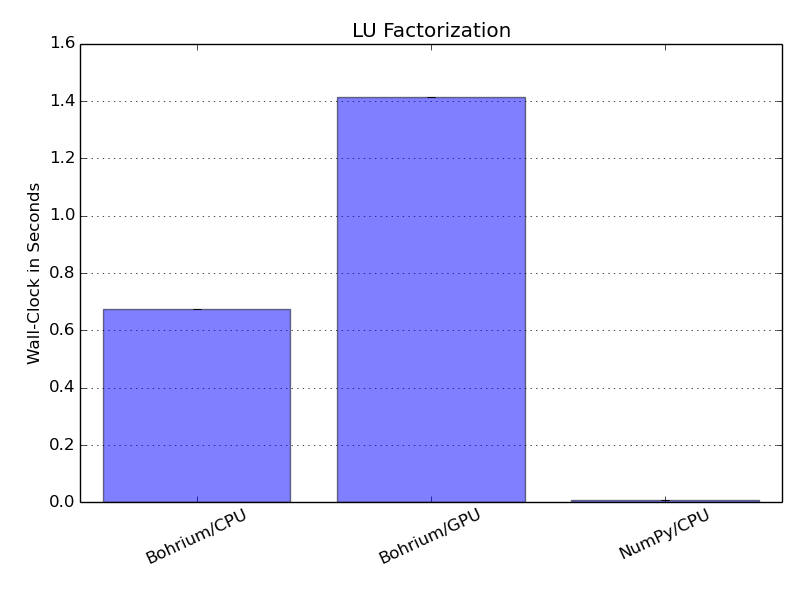 LU Factorization
Wall-Clock in Seconds
1.6
1.4
1.2
1.0
0.8
0.6
0.4
0.2
0.0
Bohrium/CPU
Bohrium/GPU
NumPy/CPU